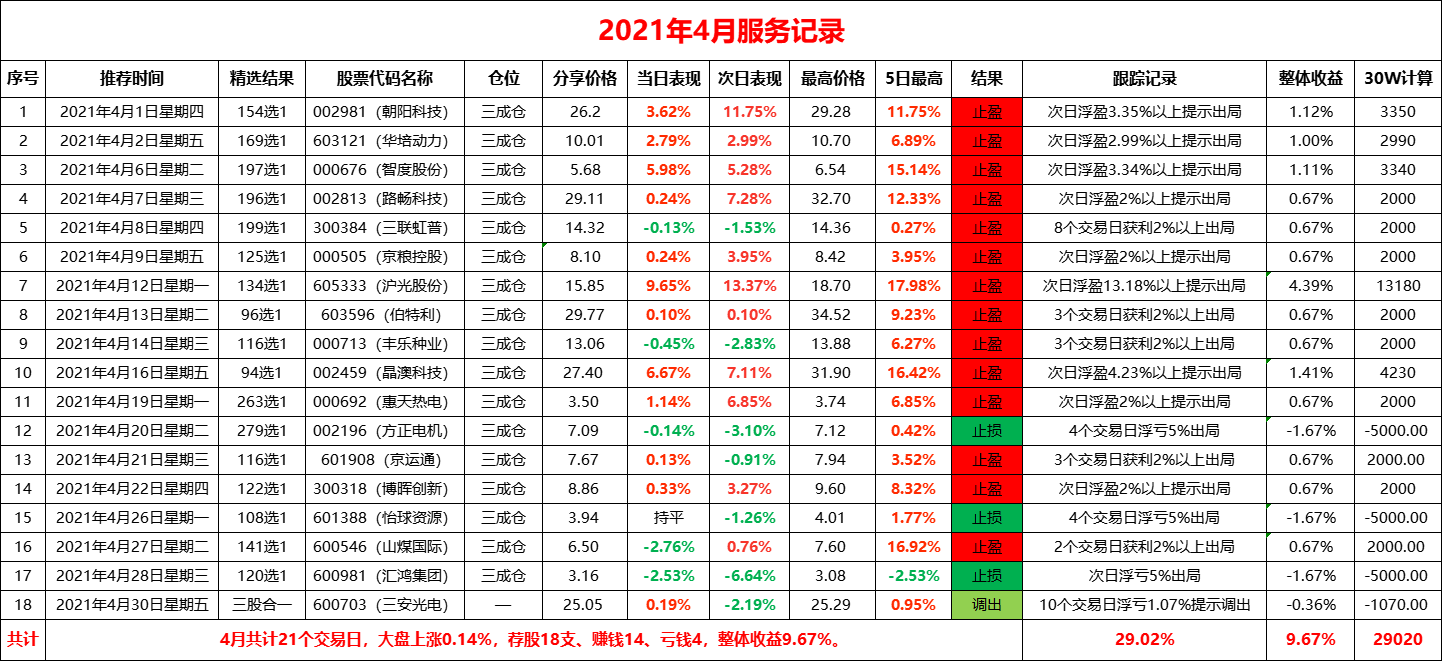 2021年4月服务记录
序号 推荐时间 精选结果 股票代码名称 仓位 分享价格 当日表现 次日表现 最高价格 5日最高 结果 跟踪记录 整体收益 30W计算
1 2021年4月1日星期四 154选1 002981（朝阳科技） 三成仓 26.2 3.62% 11.75% 29.28 11.75% 止盈 次日浮盈3.35%以上提示出局 1.12% 3350
2 2021年4月2日星期五 169选1 603121（华培动力） 三成仓 10.01 2.79% 2.99% 10.70 6.89% 止盈 次日浮盈2.99%以上提示出局 1.00% 2990
3 2021年4月6日星期二 197选1 000676（智度股份） 三成仓 5.68 5.98% 5.28% 6.54 15.14% 止盈 次日浮盈3.34%以上提示出局 1.11% 3340
4 2021年4月7日星期三 196选1 002813（路畅科技） 三成仓 29.11 0.24% 7.28% 32.70 12.33% 止盈 次日浮盈2%以上提示出局 0.67% 2000
5 2021年4月8日星期四 199选1 300384（三联虹普） 三成仓 14.32 -0.13% -1.53% 14.36 0.27% 止盈 8个交易日获利2%以上出局 0.67% 2000
6 2021年4月9日星期五 125选1 000505（京粮控股） 三成仓 8.10 0.24% 3.95% 8.42 3.95% 止盈 次日浮盈2%以上提示出局 0.67% 2000
7 2021年4月12日星期一 134选1 605333（沪光股份） 三成仓 15.85 9.65% 13.37% 18.70 17.98% 止盈 次日浮盈13.18%以上提示出局 4.39% 13180
8 2021年4月13日星期二 96选1 603596（伯特利） 三成仓 29.77 0.10% 0.10% 34.52 9.23% 止盈 3个交易日获利2%以上出局 0.67% 2000
9 2021年4月14日星期三 116选1 000713（丰乐种业） 三成仓 13.06 -0.45% -2.83% 13.88 6.27% 止盈 3个交易日获利2%以上出局 0.67% 2000
10 2021年4月16日星期五 94选1 002459（晶澳科技） 三成仓 27.40 6.67% 7.11% 31.90 16.42% 止盈 次日浮盈4.23%以上提示出局 1.41% 4230
11 2021年4月19日星期一 263选1 000692（惠天热电） 三成仓 3.50 1.14% 6.85% 3.74 6.85% 止盈 次日浮盈2%以上提示出局 0.67% 2000
12 2021年4月20日星期二 279选1 002196（方正电机） 三成仓 7.09 -0.14% -3.10% 7.12 0.42% 止损 4个交易日浮亏5%出局 -1.67% -5000.00
13 2021年4月21日星期三 116选1 601908（京运通） 三成仓 7.67 0.13% -0.91% 7.94 3.52% 止盈 3个交易日获利2%以上出局 0.67% 2000.00
14 2021年4月22日星期四 122选1 300318（博晖创新） 三成仓 8.86 0.33% 3.27% 9.60 8.32% 止盈 次日浮盈2%以上提示出局 0.67% 2000
15 2021年4月26日星期一 108选1 601388（怡球资源） 三成仓 3.94 持平 -1.26% 4.01 1.77% 止损 4个交易日浮亏5%出局 -1.67% -5000.00
16 2021年4月27日星期二 141选1 600546（山煤国际） 三成仓 6.50 -2.76% 0.76% 7.60 16.92% 止盈 2个交易日获利2%以上出局 0.67% 2000.00
17 2021年4月28日星期三 120选1 600981（汇鸿集团） 三成仓 3.16 -2.53% -6.64% 3.08 -2.53% 止损 次日浮亏5%出局 -1.67% -5000.00
18 2021年4月30日星期五 三股合一 600703（三安光电） — 25.05 0.19% -2.19% 25.29 0.95% 调出 10个交易日浮亏1.07%提示调出 -0.36% -1070.00
共计 4月共计21个交易日，大盘上涨0.14%，荐股18支、赚钱14、亏钱4，整体收益9.67%。 29.02% 9.67% 29020